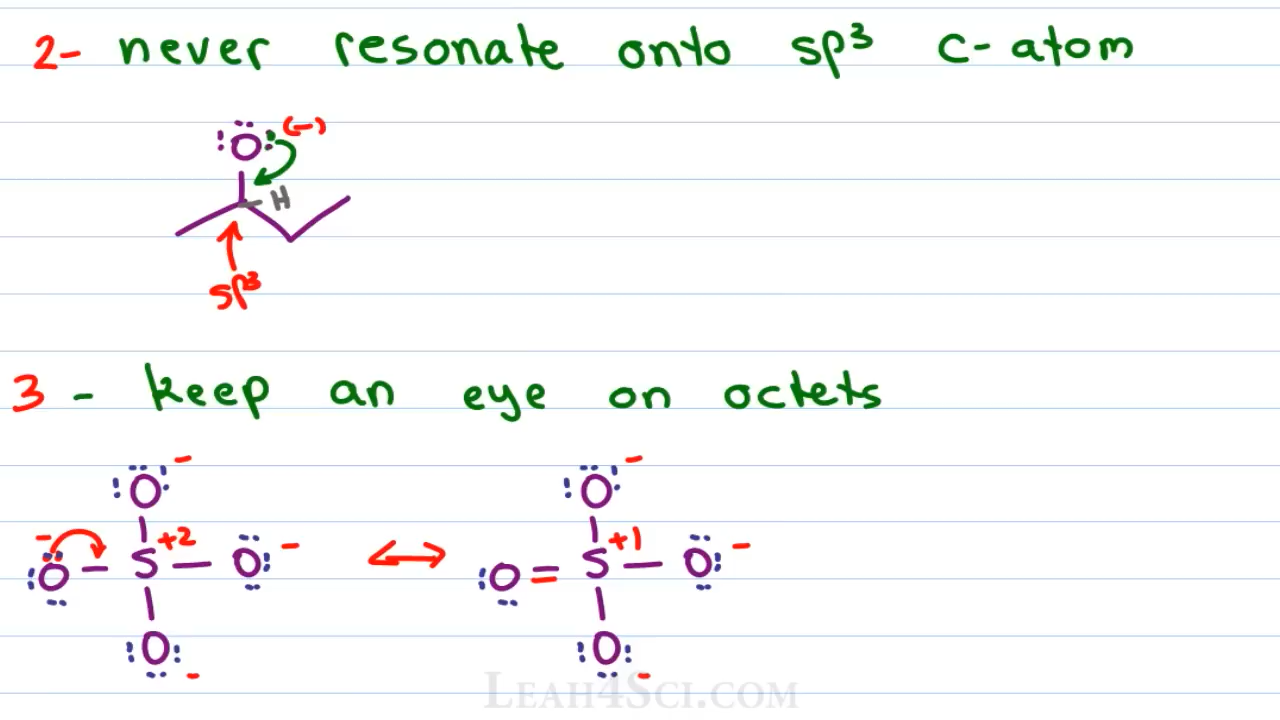 2- never resonate onto sp³ c-atom
O (-)
H
sp³
3 - keep an eye on octets
O - O -
- O S +2 O - ⟷ O = S +1 O -
O - O -
LEAH4SCI.COM